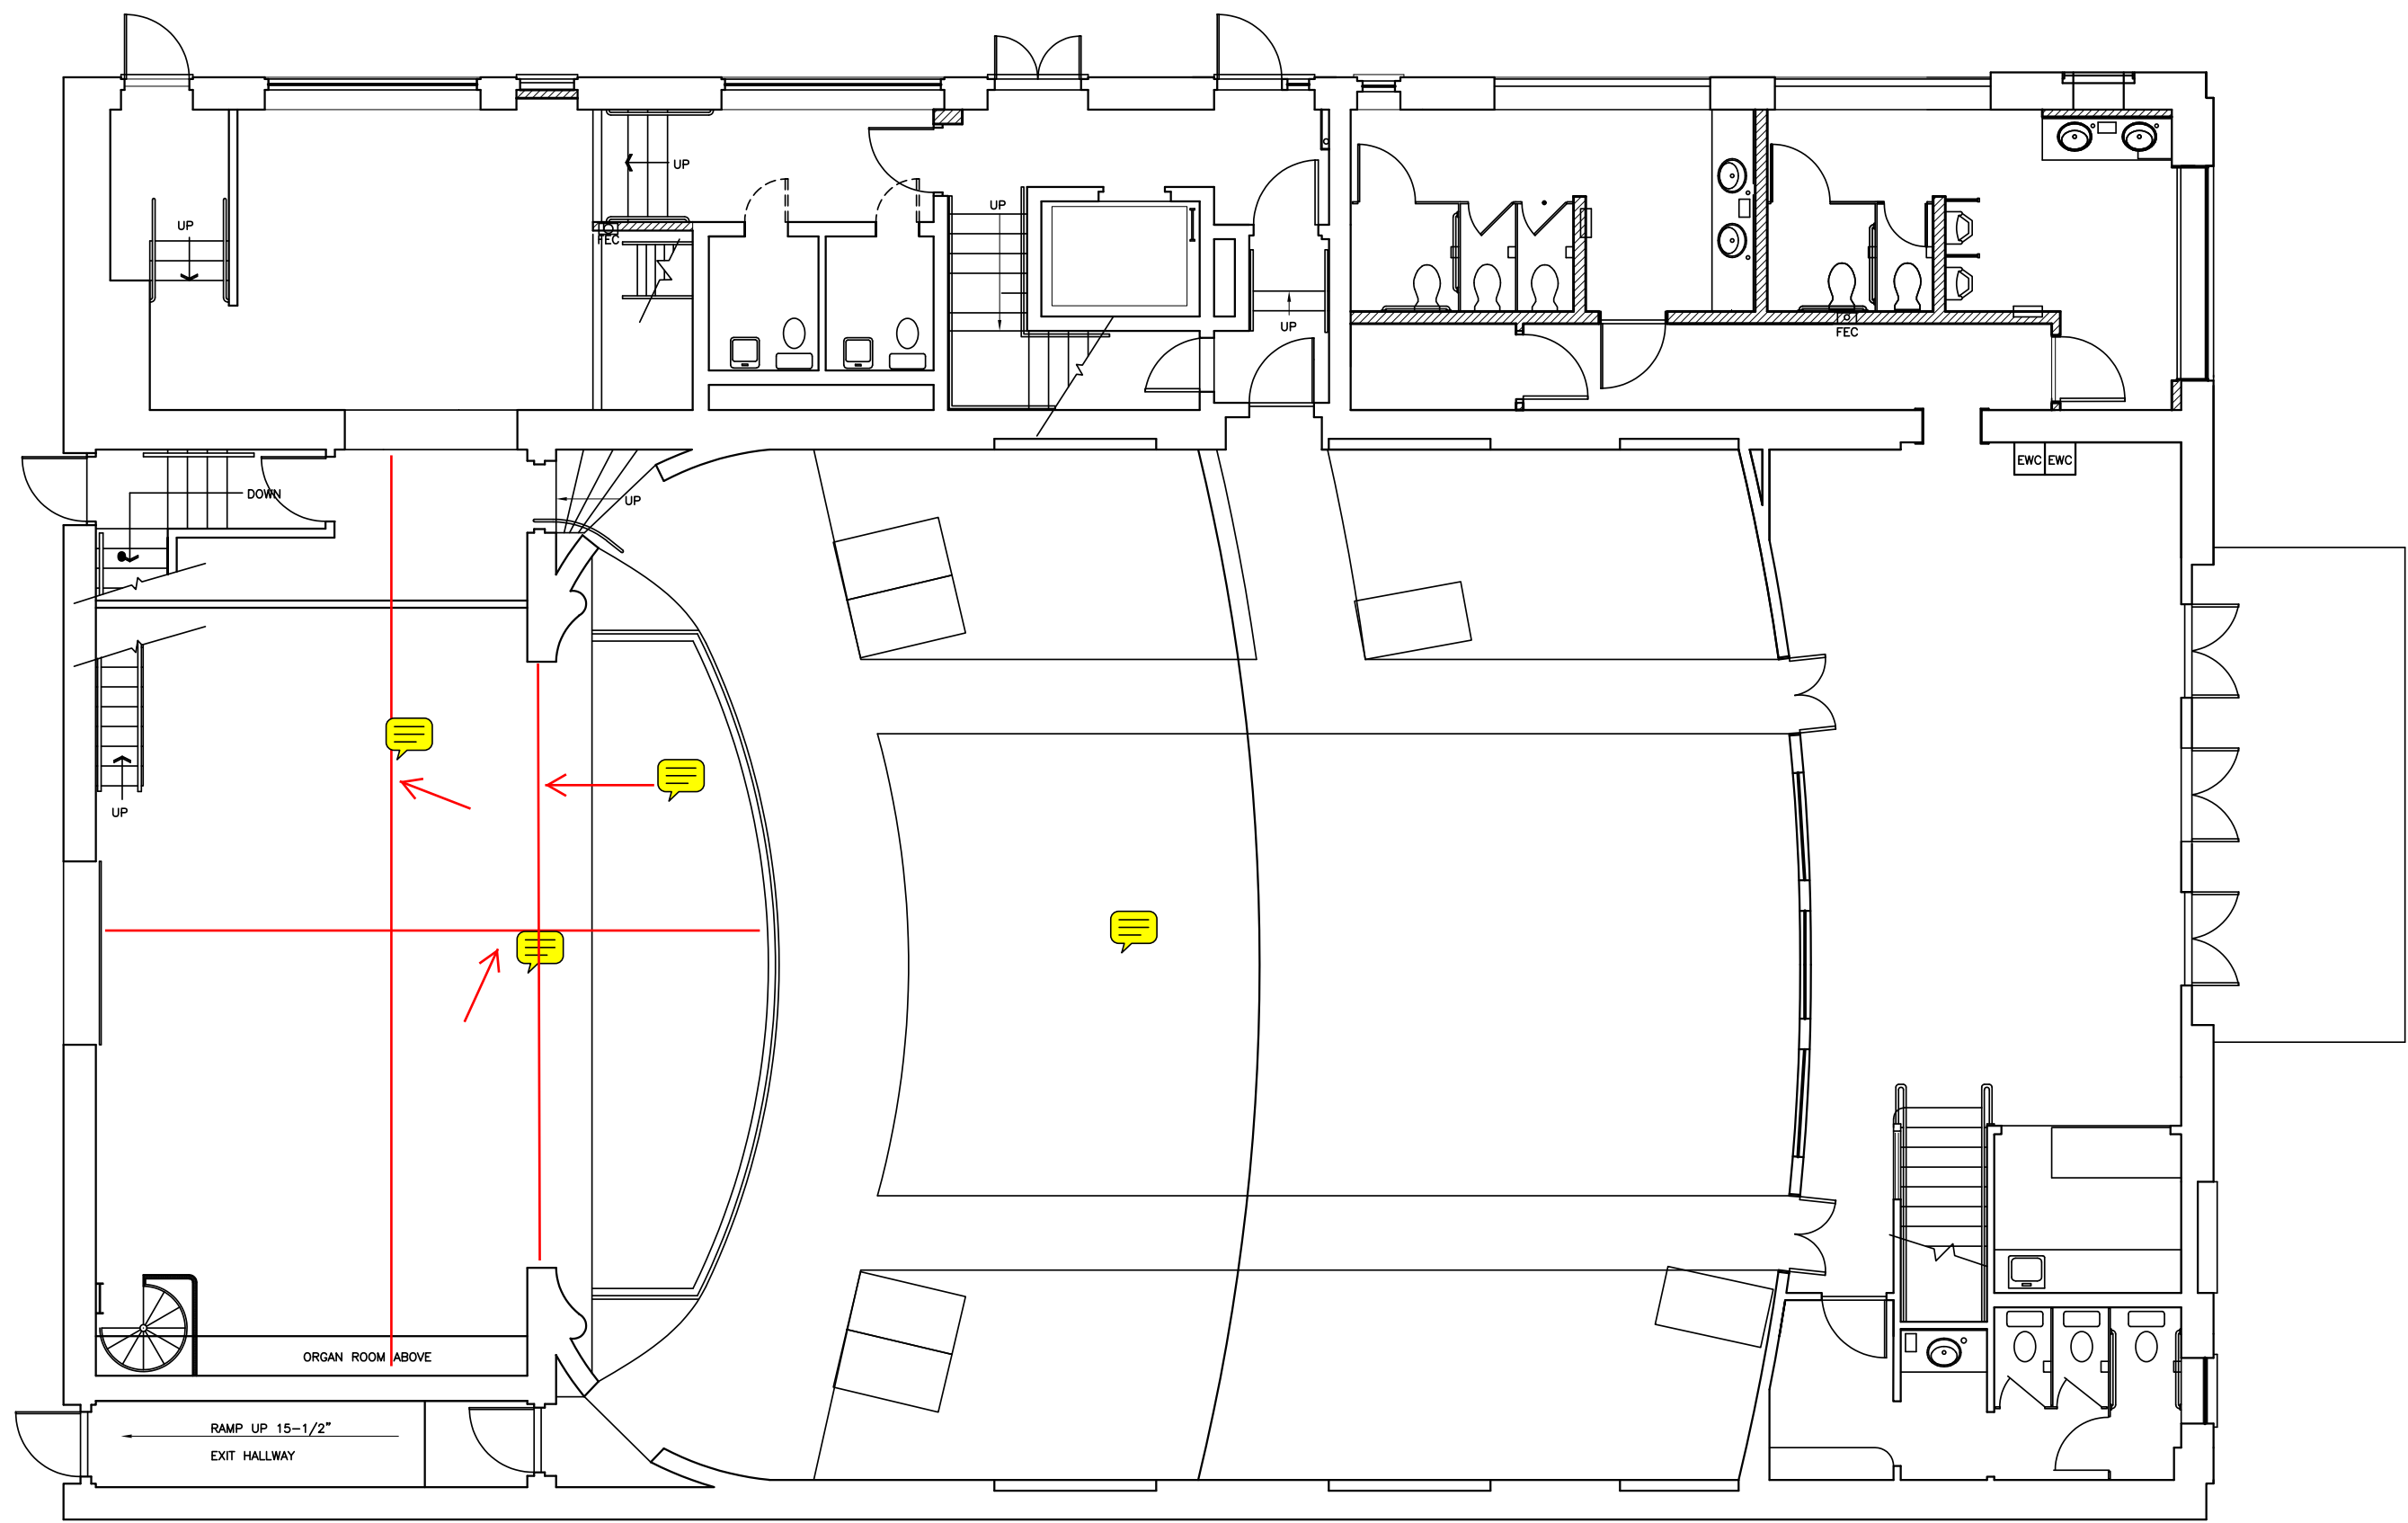 UP
UP
FEC
UP
UP
FEC
EWC EWC
DOWN
UP
UP
ORGAN ROOM ABOVE
RAMP UP 15-1/2"
EXIT HALLWAY